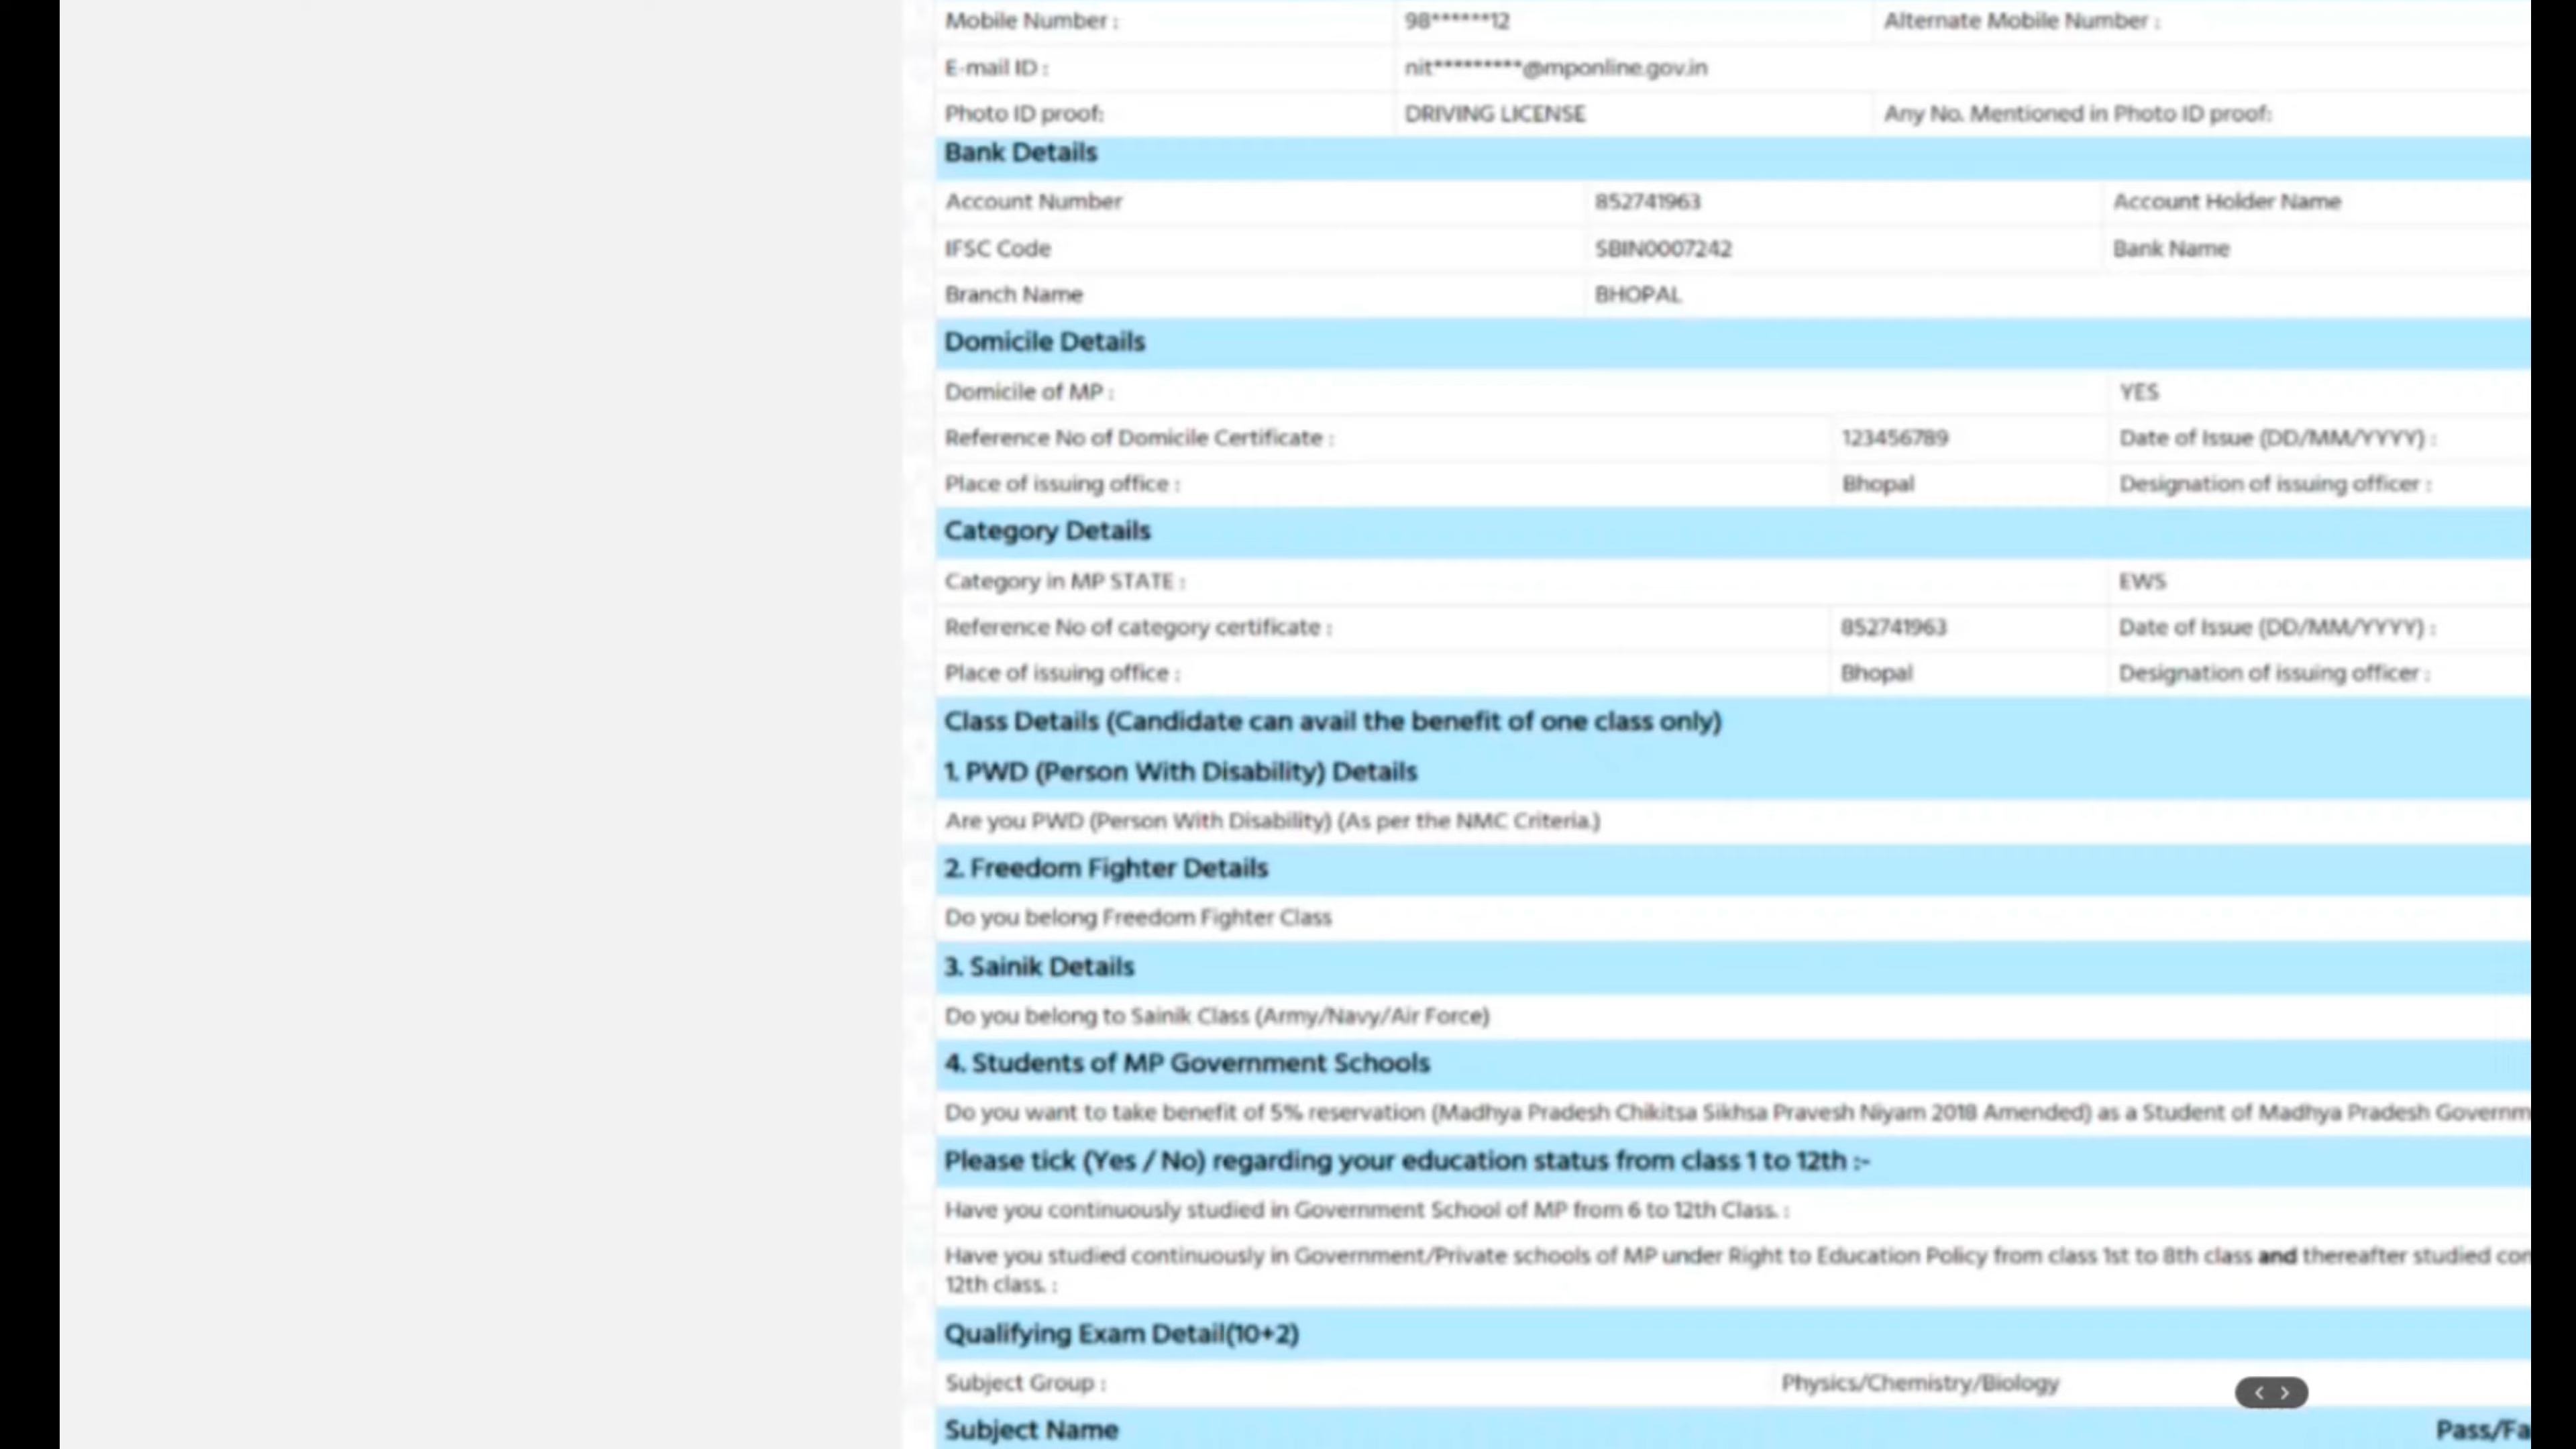 Mobile Number : 98******12 Alternate Mobile Number :
E-mail ID : nit*********@mponline.gov.in
Photo ID proof: DRIVING LICENSE Any No. Mentioned in Photo ID proof:
Bank Details
Account Number 852741963 Account Holder Name
IFSC Code SBIN0007242 Bank Name
Branch Name BHOPAL
Domicile Details
Domicile of MP : YES
Reference No of Domicile Certificate : 123456789 Date of Issue (DD/MM/YYYY) :
Place of issuing office : Bhopal Designation of issuing officer :
Category Details
Category in MP STATE : EWS
Reference No of category certificate : 852741963 Date of Issue (DD/MM/YYYY) :
Place of issuing office : Bhopal Designation of issuing officer :
Class Details (Candidate can avail the benefit of one class only)
1. PWD (Person With Disability) Details
Are you PWD (Person With Disability) (As per the NMC Criteria.)
2. Freedom Fighter Details
Do you belong Freedom Fighter Class
3. Sainik Details
Do you belong to Sainik Class (Army/Navy/Air Force)
4. Students of MP Government Schools
Do you want to take benefit of 5% reservation (Madhya Pradesh Chikitsa Sikhsa Pravesh Niyam 2018 Amended) as a Student of Madhya Pradesh Governm
Please tick (Yes / No) regarding your education status from class 1 to 12th :-
Have you continuously studied in Government School of MP from 6 to 12th Class. :
Have you studied continuously in Government/Private schools of MP under Right to Education Policy from class 1st to 8th class and thereafter studied con
12th class. :
Qualifying Exam Detail(10+2)
Subject Group : Physics/Chemistry/Biology
Subject Name Pass/Fa